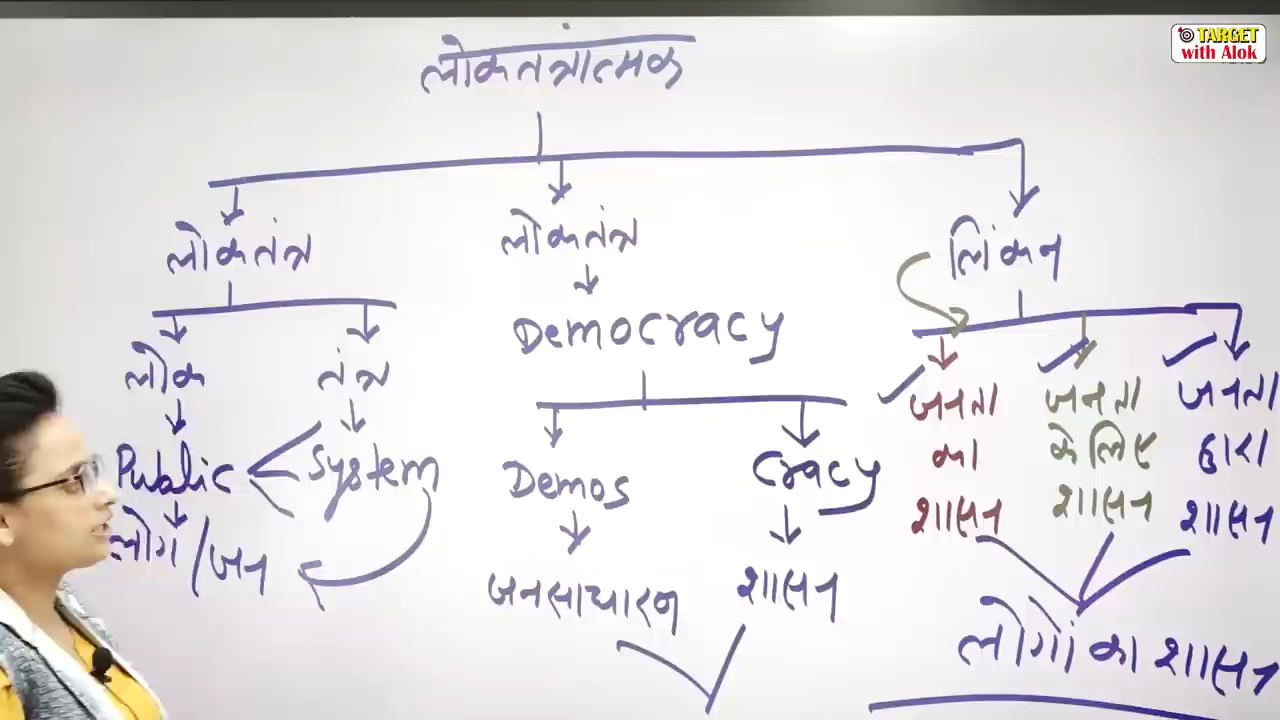 TARGET
with Alok
लोकतंत्रात्मक
लोकतंत्र
लोक
तंत्र
Public
System
लोग/जन
लोकतंत्र
Democracy
Demos
Cracy
जनसाधारण
शासन
लिंकन
जनता
का
शासन
जनता
के लिए
शासन
जनता
द्वारा
शासन
लोगों का शासन